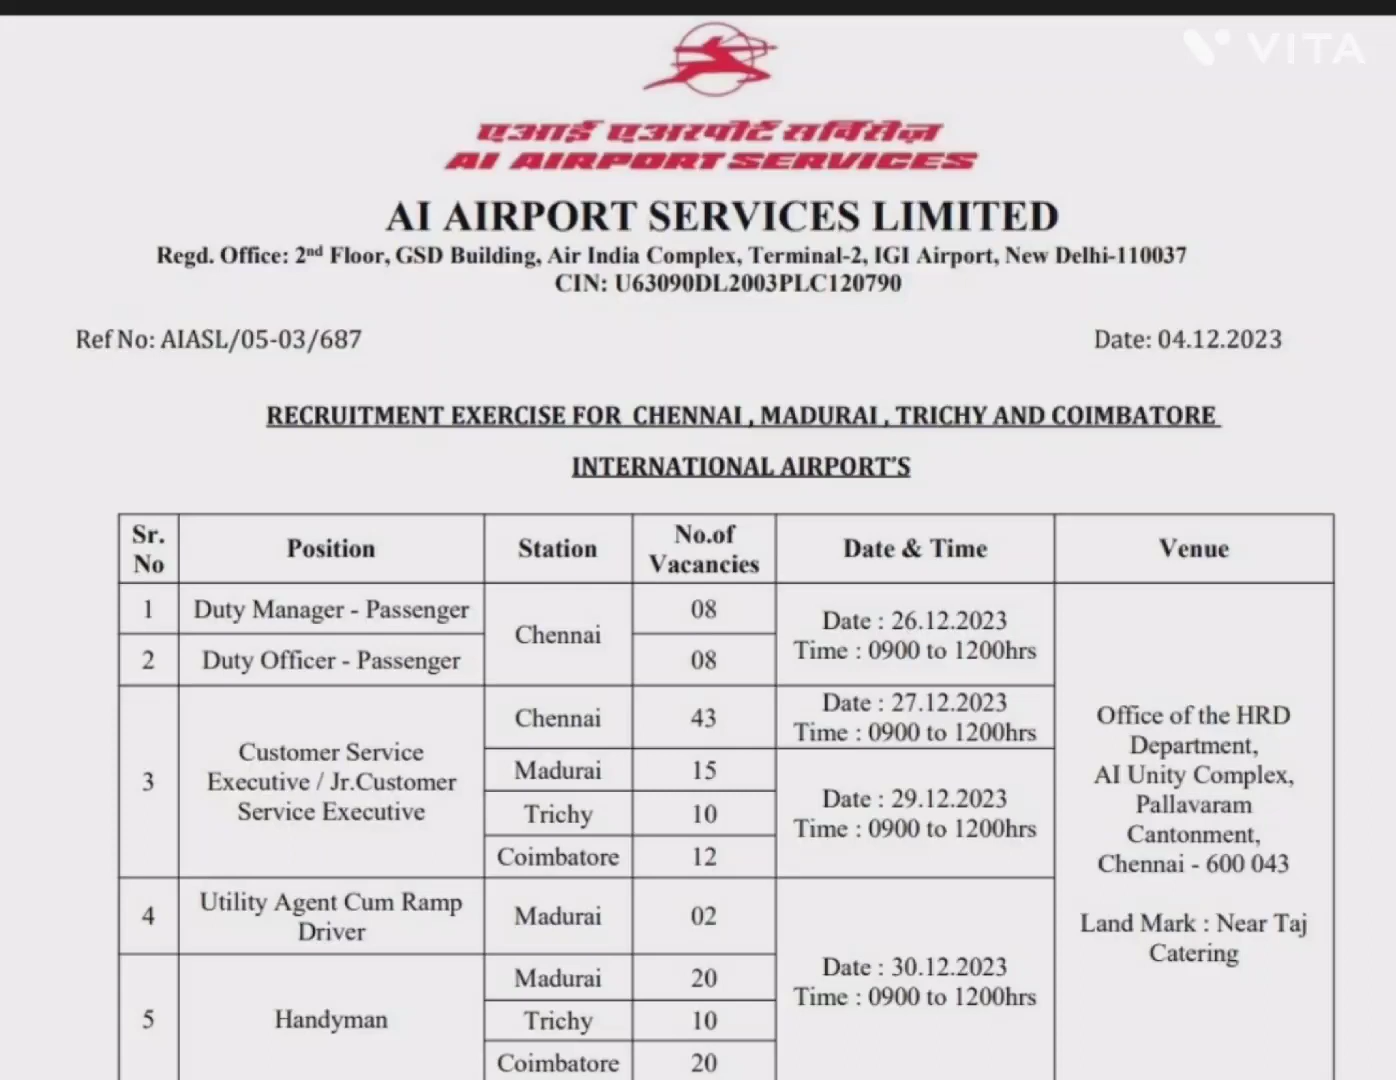 VITA
एआई एअरपोर्ट सर्विसेज़
AI AIRPORT SERVICES
AI AIRPORT SERVICES LIMITED
Regd. Office: 2nd Floor, GSD Building, Air India Complex, Terminal-2, IGI Airport, New Delhi-110037
CIN: U63090DL2003PLC120790
Ref No: AIASL/05-03/687 Date: 04.12.2023
RECRUITMENT EXERCISE FOR CHENNAI , MADURAI , TRICHY AND COIMBATORE
INTERNATIONAL AIRPORT'S
Sr. No Position Station No.of Vacancies Date & Time Venue
1 Duty Manager - Passenger Chennai 08 Date : 26.12.2023
Time : 0900 to 1200hrs
2 Duty Officer - Passenger 08
3 Customer Service
Executive / Jr.Customer
Service Executive
Chennai 43 Date : 27.12.2023
Time : 0900 to 1200hrs
Madurai 15
Trichy 10
Coimbatore 12
Date : 29.12.2023
Time : 0900 to 1200hrs
4 Utility Agent Cum Ramp
Driver
Madurai 02
5 Handyman
Madurai 20
Trichy 10
Coimbatore 20
Date : 30.12.2023
Time : 0900 to 1200hrs
Office of the HRD
Department,
AI Unity Complex,
Pallavaram
Cantonment,
Chennai - 600 043
Land Mark : Near Taj
Catering